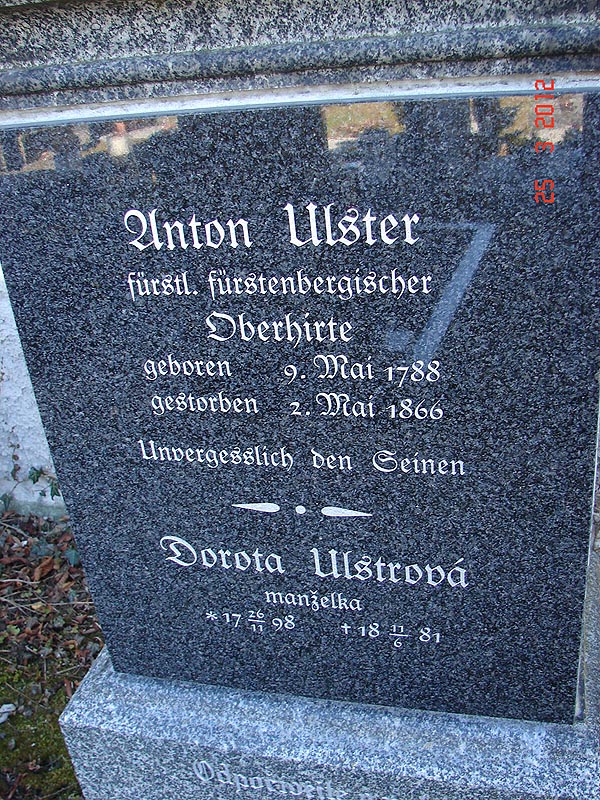 25 3 2012
Anton Ulster
fürstl. fürstenbergischer
Oberhirte
geboren 9. Mai 1788
gestorben 2. Mai 1866
Unvergesslich den Seinen
Dorota Ulstrová
manželka
* 17 26/11 98 † 18 11/6 81